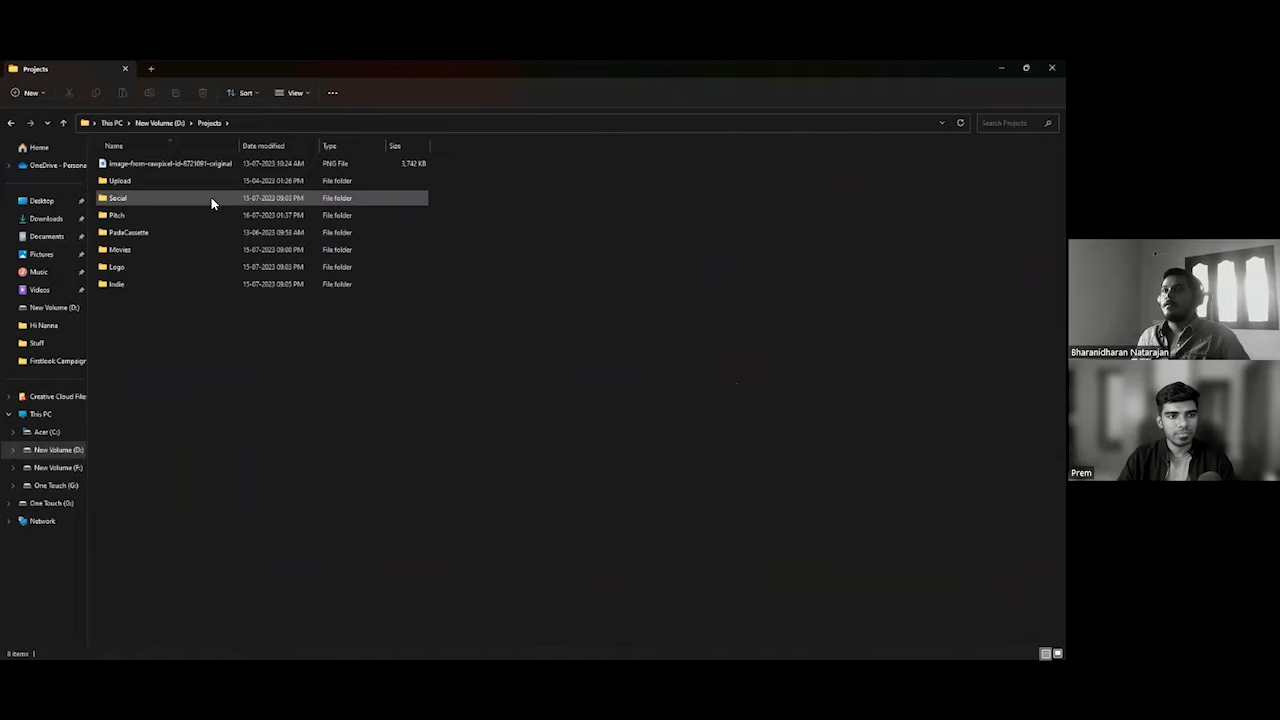 Projects
New
Sort
View
This PC > New Volume (D:) > Projects >
Search Projects
Name Date modified Type Size
image-from-rawpixel-id-8721091-original 13-07-2023 10:24 AM PNG File 3,742 KB
Upload 15-04-2023 01:26 PM File folder
Social 15-07-2023 09:03 PM File folder
Pitch 16-07-2023 01:37 PM File folder
PadaCassette 13-06-2023 09:53 AM File folder
Movies 15-07-2023 09:00 PM File folder
Logo 15-07-2023 09:03 PM File folder
Indie 15-07-2023 09:05 PM File folder
Home
OneDrive - Persona
Desktop
Downloads
Documents
Pictures
Music
Videos
New Volume (D:)
Hi Nanna
Stuff
Firstlook Campaign
Creative Cloud Files
This PC
Acer (C:)
New Volume (D:)
New Volume (F:)
One Touch (G:)
One Touch (G:)
Network
8 items
Bharanidharan Natarajan
Prem